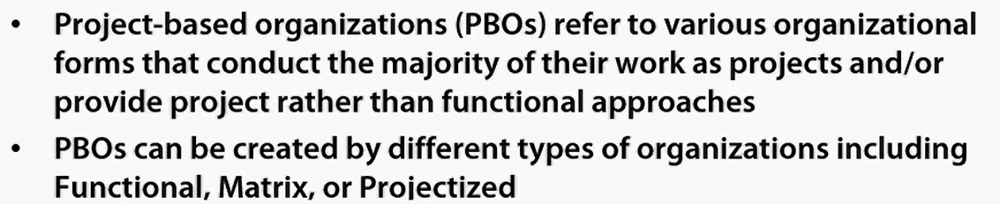 • Project-based organizations (PBOs) refer to various organizational
forms that conduct the majority of their work as projects and/or
provide project rather than functional approaches
• PBOs can be created by different types of organizations including
Functional, Matrix, or Projectized